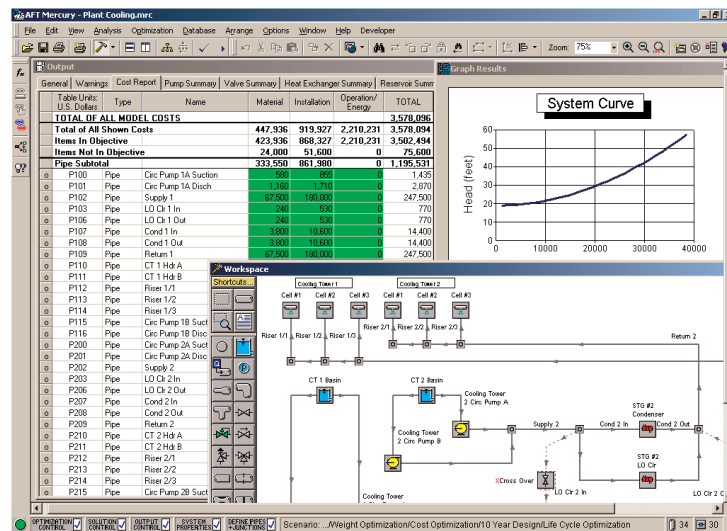 AFT Mercury - Plant Cooling.mrc
File Edit View Analysis Optimization Database Arrange Options Window Help Developer
Zoom: 75%
Output
General Warnings Cost Report Pump Summary Valve Summary Heat Exchanger Summary Reservoir Summ
Table Units: U.S. Dollars Type Name Material Installation Operation/ Energy TOTAL
TOTAL OF ALL MODEL COSTS 3,578,096
Total of All Shown Costs 447,936 919,927 2,210,231 3,578,094
Items In Objective 423,936 868,327 2,210,231 3,502,494
Items Not In Objective 24,000 51,600 0 75,600
Pipe Subtotal 333,550 861,980 0 1,195,531
o P100 Pipe Circ Pump 1A Suction 580 855 0 1,435
o P101 Pipe Circ Pump 1A Disch 1,160 1,710 0 2,870
o P102 Pipe Supply 1 67,500 180,000 0 247,500
o P103 Pipe LO Clr 1 In 240 530 0 770
o P106 Pipe LO Clr 1 Out 240 530 0 770
o P107 Pipe Cond 1 In 3,800 10,600 0 14,400
o P108 Pipe Cond 1 Out 3,800 10,600 0 14,400
o P109 Pipe Return 1 67,500 180,000 0 247,500
o P110 Pipe CT 1 Hdr A
o P111 Pipe CT 1 Hdr B
o P112 Pipe Riser 1/1
o P113 Pipe Riser 1/2
o P114 Pipe Riser 1/3
o P115 Pipe Circ Pump 1B Suct
o P116 Pipe Circ Pump 1B Disc
o P200 Pipe Circ Pump 2A Suct
o P201 Pipe Circ Pump 2A Disc
o P202 Pipe Supply 2
o P203 Pipe LO Clr 2 In
o P206 Pipe LO Clr 2 Out
o P207 Pipe Cond 2 In
o P208 Pipe Cond 2 Out
o P209 Pipe Return 2
o P210 Pipe CT 2 Hdr A
o P211 Pipe CT 2 Hdr B
o P212 Pipe Riser 2/1
o P213 Pipe Riser 2/2
o P214 Pipe Riser 2/3
o P215 Pipe Circ Pump 2B Suct
Graph Results
System Curve
Head (feet)
60
50
40
30
20
10
0
0 10000 20000 30000 40000
Workspace
Shortcuts...
Cooling Tower 1 Cooling Tower 2
Cell #1 Cell #2 Cell #3 Cell #1 Cell #2 Cell #3
Riser 1/1 Riser 1/2 Riser 1/3 Riser 2/1 Riser 2/2 Riser 2/3
Return 2
CT 1 Basin CT 2 Basin
Cooling Tower
2 Circ Pump A
STG #2
Condenser
Supply 2 Cond 2 In Cond 2 Out
Cooling Tower
2 Circ Pump B
STG #2
LO Clr
XCross Over
LO Clr 2 In LO Clr 2 O
Cooling Tower
OPTIMIZATION CONTROL SOLUTION CONTROL OUTPUT CONTROL SYSTEM PROPERTIES DEFINE PIPES + JUNCTIONS Scenario: .../Weight Optimization/Cost Optimization/10 Year Design/Life Cycle Optimization 34 30